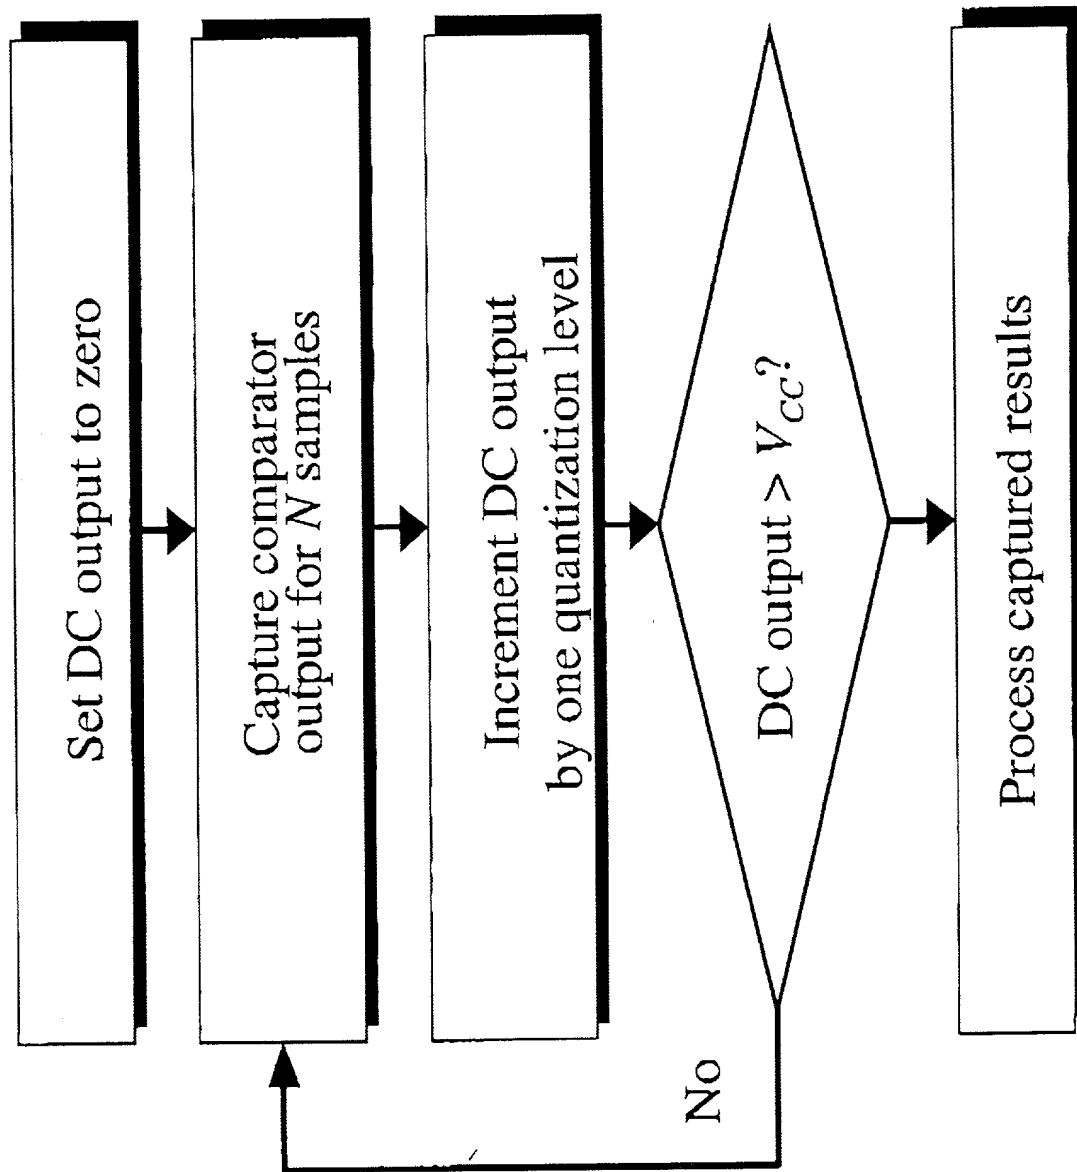 Set DC output to zero
Capture comparator
output for N samples
Increment DC output
by one quantization level
DC output > V_CC?
No
Process captured results